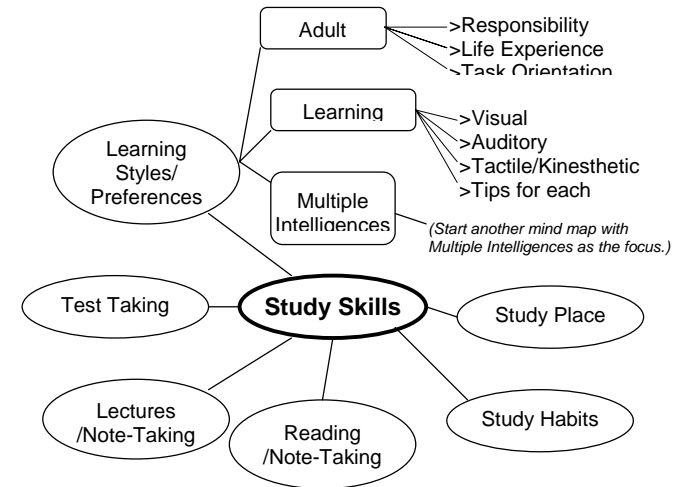 Adult
>Responsibility
>Life Experience
>Task Orientation
Learning
>Visual
>Auditory
>Tactile/Kinesthetic
>Tips for each
Learning
Styles/
Preferences
Multiple
Intelligences
(Start another mind map with
Multiple Intelligences as the focus.)
Test Taking
Study Skills
Study Place
Lectures
/Note-Taking
Reading
/Note-Taking
Study Habits